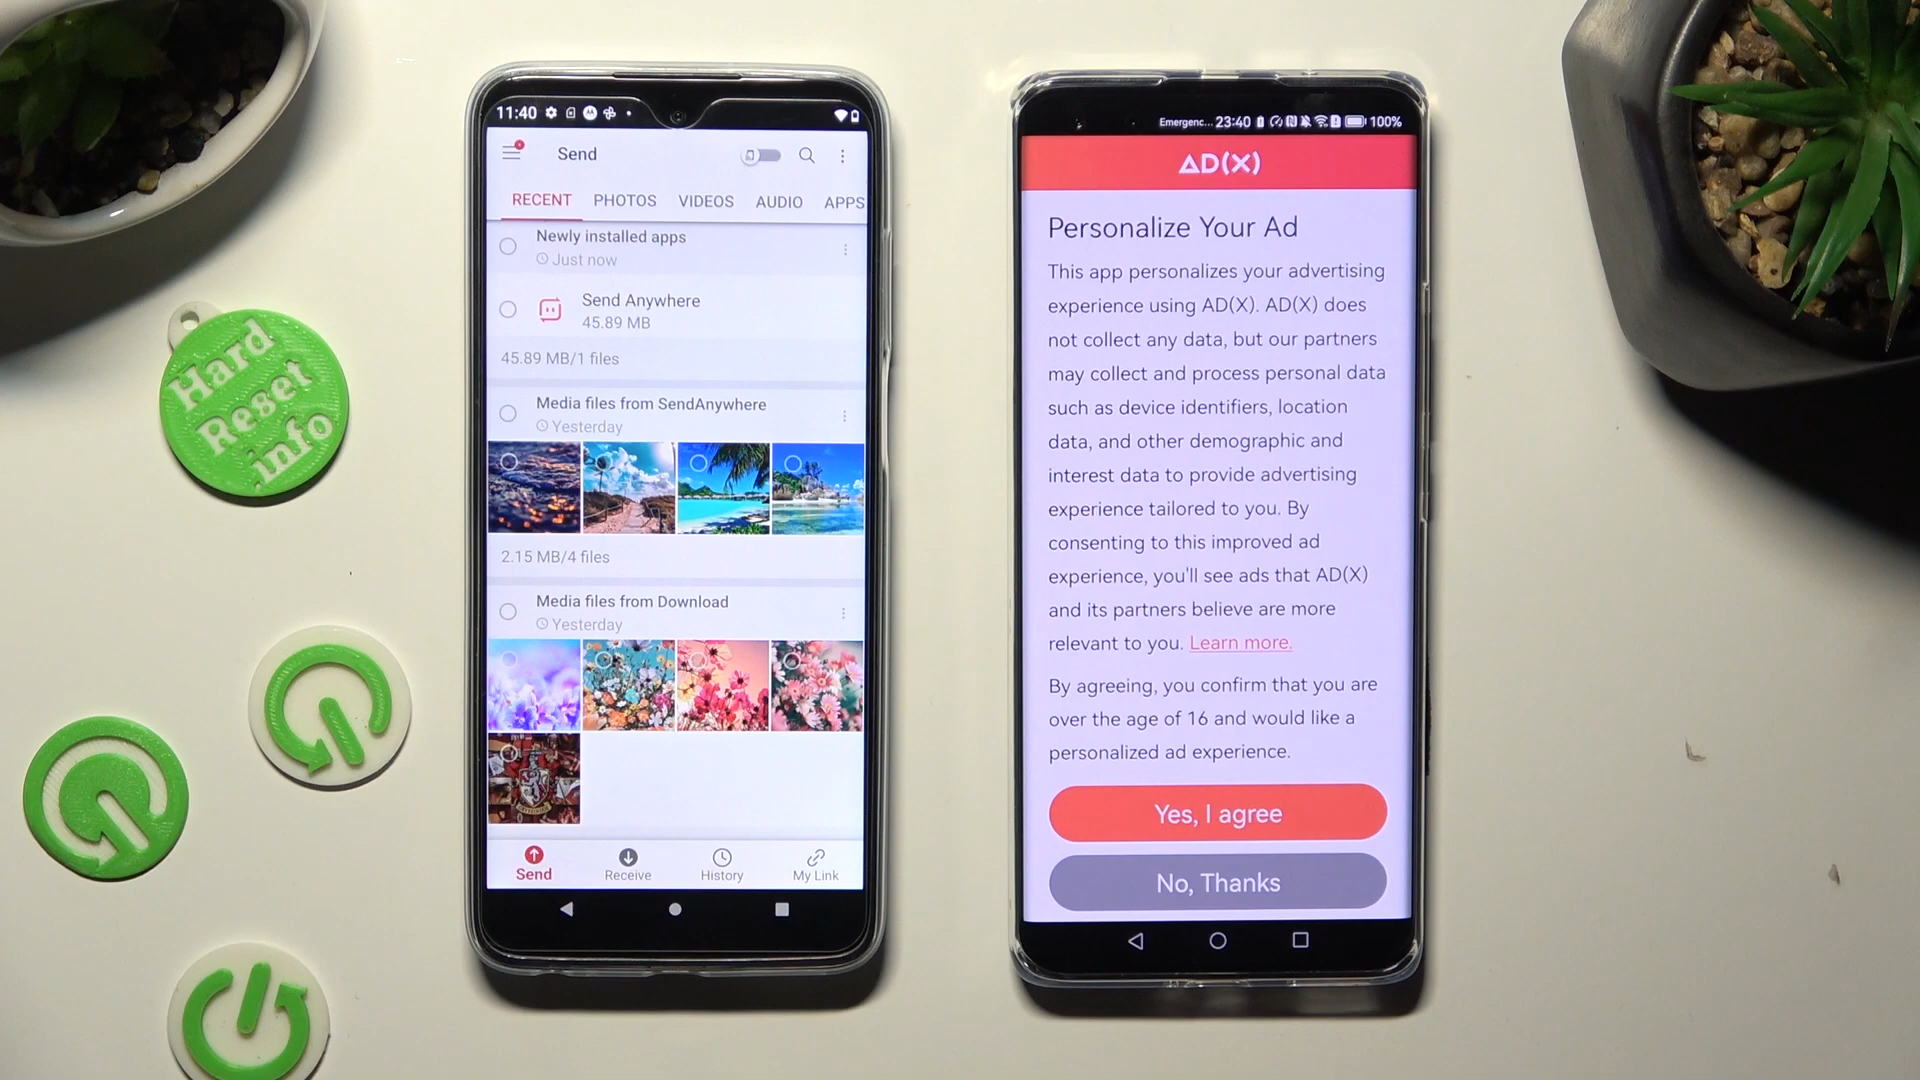 Hard
Reset
info
11:40
Send
RECENT PHOTOS VIDEOS AUDIO APPS
Newly installed apps
Just now
Send Anywhere
45.89 MB
45.89 MB/1 files
Media files from SendAnywhere
Yesterday
2.15 MB/4 files
Media files from Download
Yesterday
Send Receive History My Link
Emergenc... 23:40 100%
AD(X)
Personalize Your Ad
This app personalizes your advertising
experience using AD(X). AD(X) does
not collect any data, but our partners
may collect and process personal data
such as device identifiers, location
data, and other demographic and
interest data to provide advertising
experience tailored to you. By
consenting to this improved ad
experience, you'll see ads that AD(X)
and its partners believe are more
relevant to you. Learn more.
By agreeing, you confirm that you are
over the age of 16 and would like a
personalized ad experience.
Yes, I agree
No, Thanks